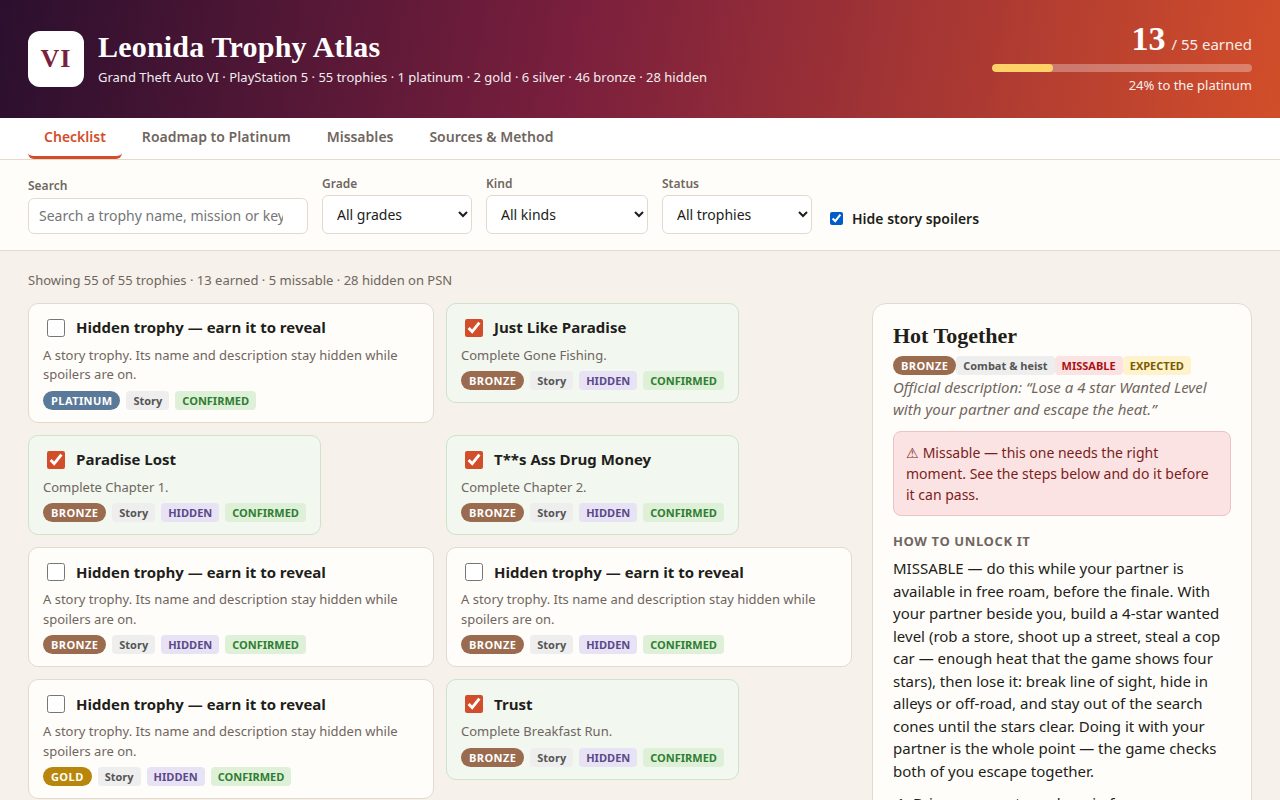 VI
Leonida Trophy Atlas
Grand Theft Auto VI · PlayStation 5 · 55 trophies · 1 platinum · 2 gold · 6 silver · 46 bronze · 28 hidden
13 / 55 earned
24% to the platinum
Checklist
Roadmap to Platinum
Missables
Sources & Method
Search
Grade
Kind
Status
Search a trophy name, mission or key
All grades
All kinds
All trophies
Hide story spoilers
Showing 55 of 55 trophies · 13 earned · 5 missable · 28 hidden on PSN
Hidden trophy — earn it to reveal
A story trophy. Its name and description stay hidden while
spoilers are on.
PLATINUM Story CONFIRMED
Just Like Paradise
Complete Gone Fishing.
BRONZE Story HIDDEN CONFIRMED
Paradise Lost
Complete Chapter 1.
BRONZE Story HIDDEN CONFIRMED
T**s Ass Drug Money
Complete Chapter 2.
BRONZE Story HIDDEN CONFIRMED
Hidden trophy — earn it to reveal
A story trophy. Its name and description stay hidden while
spoilers are on.
BRONZE Story HIDDEN CONFIRMED
Hidden trophy — earn it to reveal
A story trophy. Its name and description stay hidden while
spoilers are on.
BRONZE Story HIDDEN CONFIRMED
Hidden trophy — earn it to reveal
A story trophy. Its name and description stay hidden while
spoilers are on.
GOLD Story HIDDEN CONFIRMED
Trust
Complete Breakfast Run.
BRONZE Story HIDDEN CONFIRMED
Hot Together
BRONZE Combat & heist MISSABLE EXPECTED
Official description: “Lose a 4 star Wanted Level
with your partner and escape the heat.”
⚠ Missable — this one needs the right
moment. See the steps below and do it before
it can pass.
HOW TO UNLOCK IT
MISSABLE — do this while your partner is
available in free roam, before the finale. With
your partner beside you, build a 4-star wanted
level (rob a store, shoot up a street, steal a cop
car — enough heat that the game shows four
stars), then lose it: break line of sight, hide in
alleys or off-road, and stay out of the search
cones until the stars clear. Doing it with your
partner is the whole point — the game checks
both of you escape together.